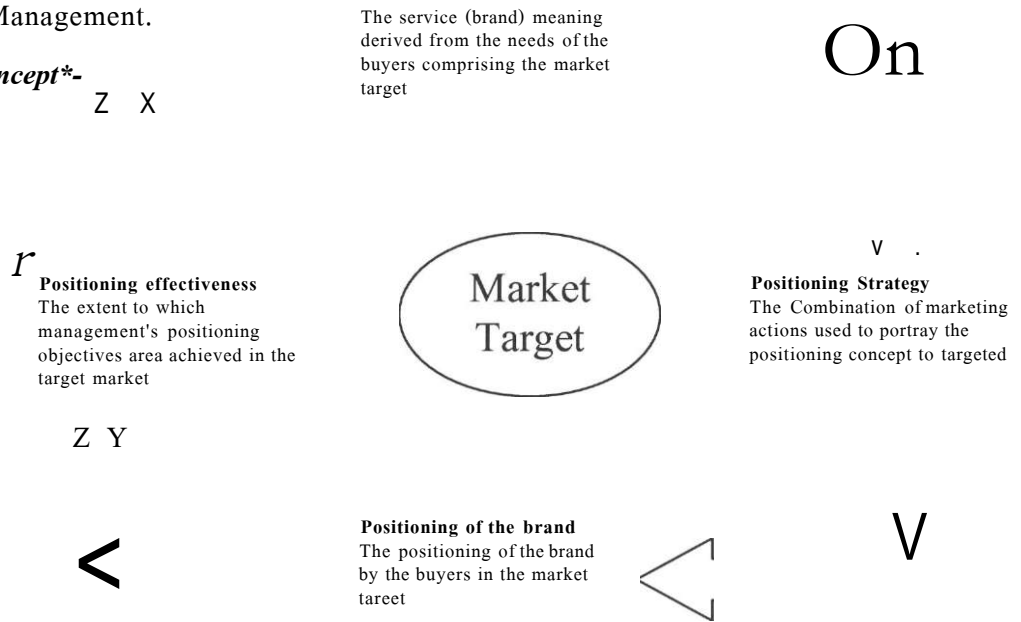 Management.
ncept*-
Z X
The service (brand) meaning
derived from the needs of the
buyers comprising the market
target
On
r
Positioning effectiveness
The extent to which
management's positioning
objectives area achieved in the
target market
Z Y
Market
Target
V .
Positioning Strategy
The Combination of marketing
actions used to portray the
positioning concept to targeted
<
Positioning of the brand
The positioning of the brand
by the buyers in the market
tareet
V